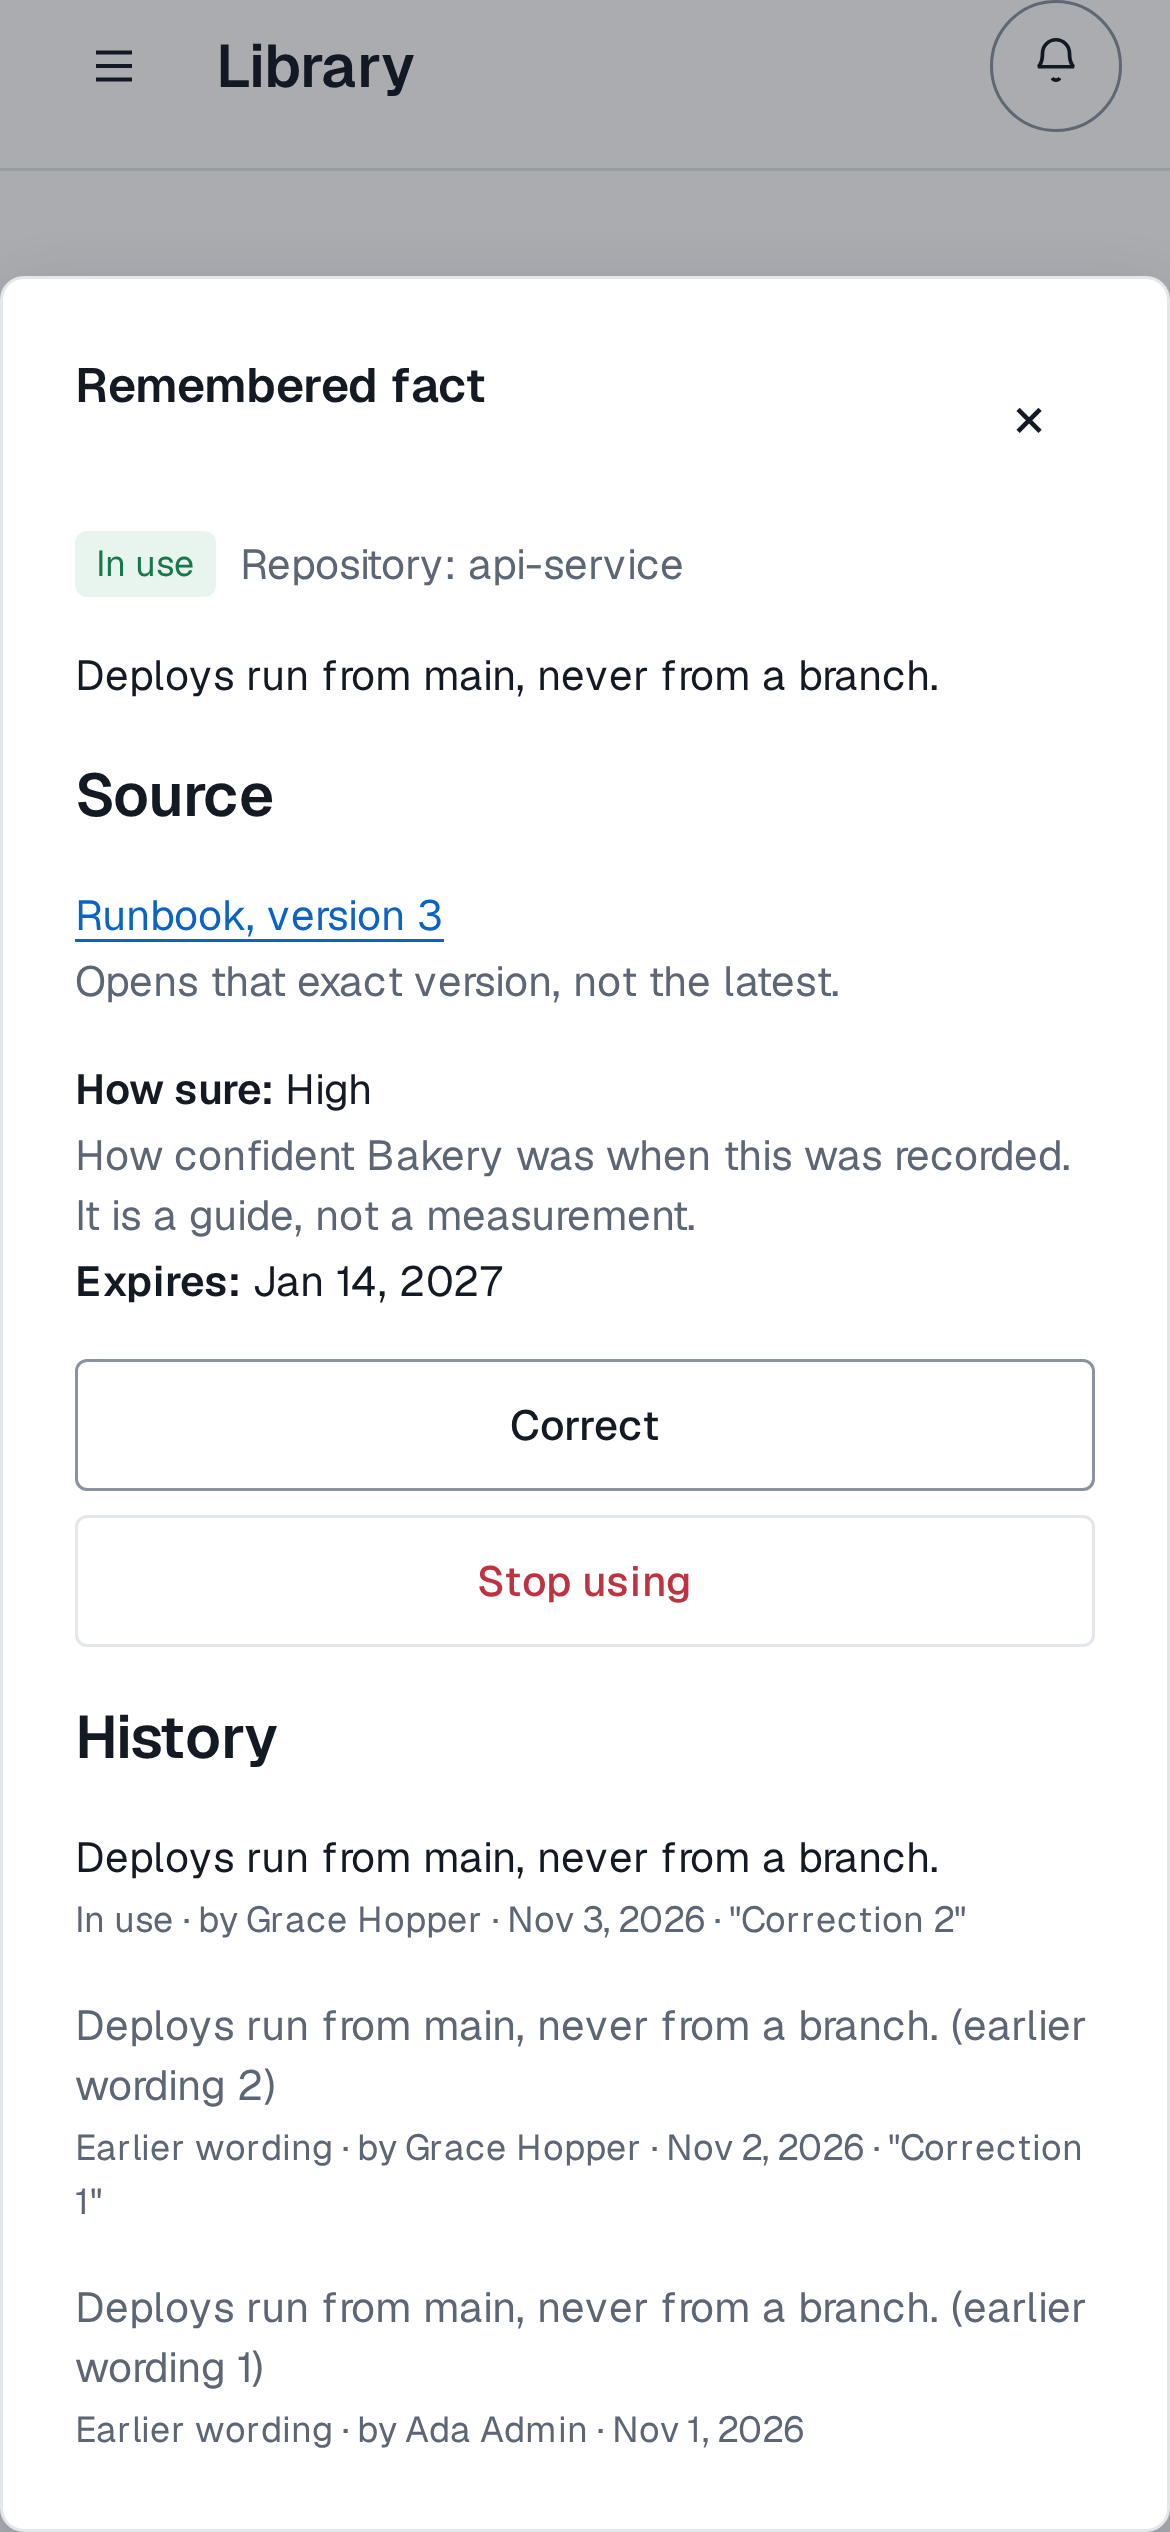 Library
Remembered fact
In use
Repository: api-service
Deploys run from main, never from a branch.
Source
Runbook, version 3
Opens that exact version, not the latest.
How sure: High
How confident Bakery was when this was recorded.
It is a guide, not a measurement.
Expires: Jan 14, 2027
Correct
Stop using
History
Deploys run from main, never from a branch.
In use · by Grace Hopper · Nov 3, 2026 · "Correction 2"
Deploys run from main, never from a branch. (earlier
wording 2)
Earlier wording · by Grace Hopper · Nov 2, 2026 · "Correction
1"
Deploys run from main, never from a branch. (earlier
wording 1)
Earlier wording · by Ada Admin · Nov 1, 2026